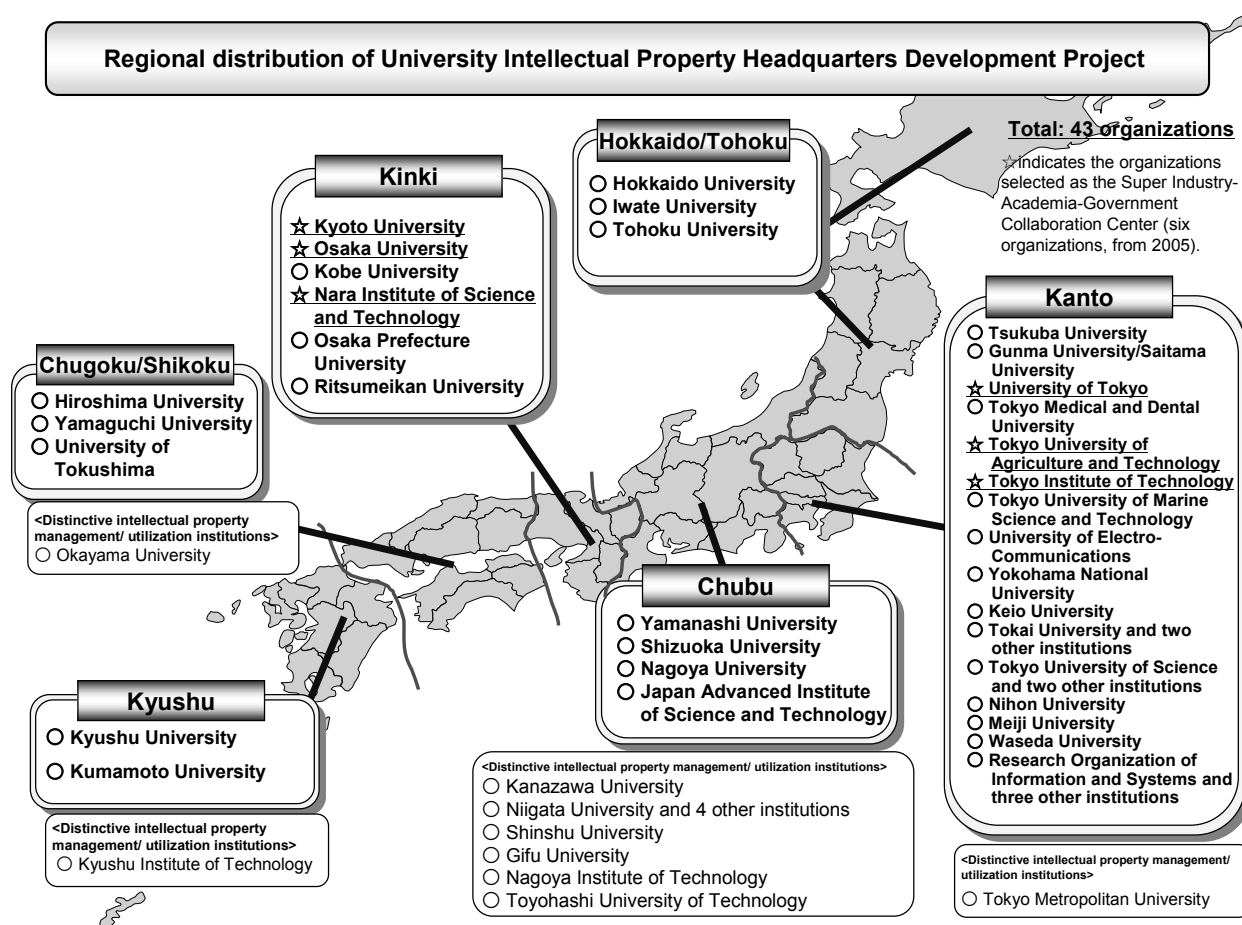 Regional distribution of University Intellectual Property Headquarters Development Project
Total: 43 organizations
☆indicates the organizations
selected as the Super Industry-
Academia-Government
Collaboration Center (six
organizations, from 2005).
Hokkaido/Tohoku
○ Hokkaido University
○ Iwate University
○ Tohoku University
Kinki
☆ Kyoto University
☆ Osaka University
○ Kobe University
☆ Nara Institute of Science
and Technology
○ Osaka Prefecture
University
○ Ritsumeikan University
Kanto
○ Tsukuba University
○ Gunma University/Saitama
University
☆ University of Tokyo
○ Tokyo Medical and Dental
University
☆ Tokyo University of
Agriculture and Technology
☆ Tokyo Institute of Technology
○ Tokyo University of Marine
Science and Technology
○ University of Electro-
Communications
○ Yokohama National
University
○ Keio University
○ Tokai University and two
other institutions
○ Tokyo University of Science
and two other institutions
○ Nihon University
○ Meiji University
○ Waseda University
○ Research Organization of
Information and Systems and
three other institutions
<Distinctive intellectual property management/
utilization institutions>
○ Tokyo Metropolitan University
Chugoku/Shikoku
○ Hiroshima University
○ Yamaguchi University
○ University of
Tokushima
<Distinctive intellectual property
management/ utilization institutions>
○ Okayama University
Chubu
○ Yamanashi University
○ Shizuoka University
○ Nagoya University
○ Japan Advanced Institute
of Science and Technology
<Distinctive intellectual property management/ utilization institutions>
○ Kanazawa University
○ Niigata University and 4 other institutions
○ Shinshu University
○ Gifu University
○ Nagoya Institute of Technology
○ Toyohashi University of Technology
Kyushu
○ Kyushu University
○ Kumamoto University
<Distinctive intellectual property
management/ utilization institutions>
○ Kyushu Institute of Technology